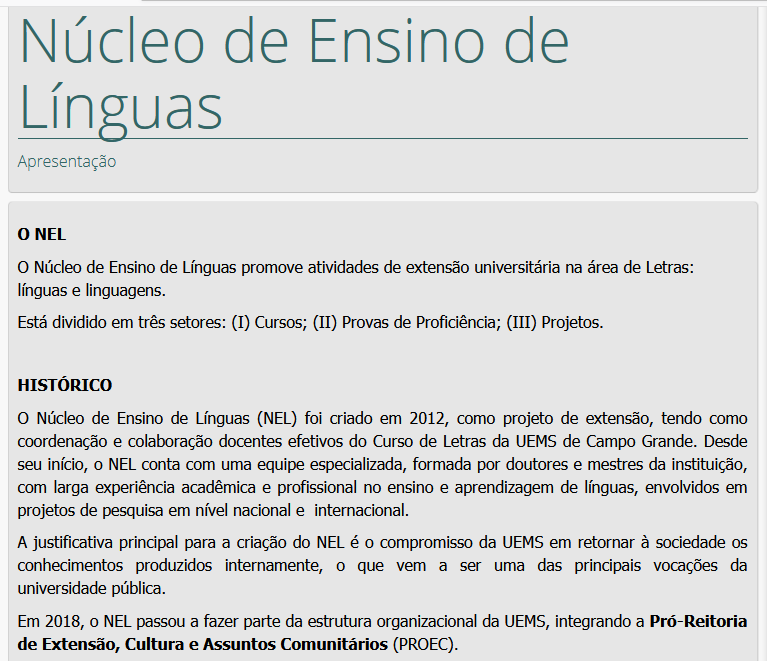 Núcleo de Ensino de
Línguas
Apresentação
O NEL
O Núcleo de Ensino de Línguas promove atividades de extensão universitária na área de Letras:
línguas e linguagens.
Está dividido em três setores: (I) Cursos; (II) Provas de Proficiência; (III) Projetos.
HISTÓRICO
O Núcleo de Ensino de Línguas (NEL) foi criado em 2012, como projeto de extensão, tendo como
coordenação e colaboração docentes efetivos do Curso de Letras da UEMS de Campo Grande. Desde
seu início, o NEL conta com uma equipe especializada, formada por doutores e mestres da instituição,
com larga experiência acadêmica e profissional no ensino e aprendizagem de línguas, envolvidos em
projetos de pesquisa em nível nacional e internacional.
A justificativa principal para a criação do NEL é o compromisso da UEMS em retornar à sociedade os
conhecimentos produzidos internamente, o que vem a ser uma das principais vocações da
universidade pública.
Em 2018, o NEL passou a fazer parte da estrutura organizacional da UEMS, integrando a Pró-Reitoria
de Extensão, Cultura e Assuntos Comunitários (PROEC).